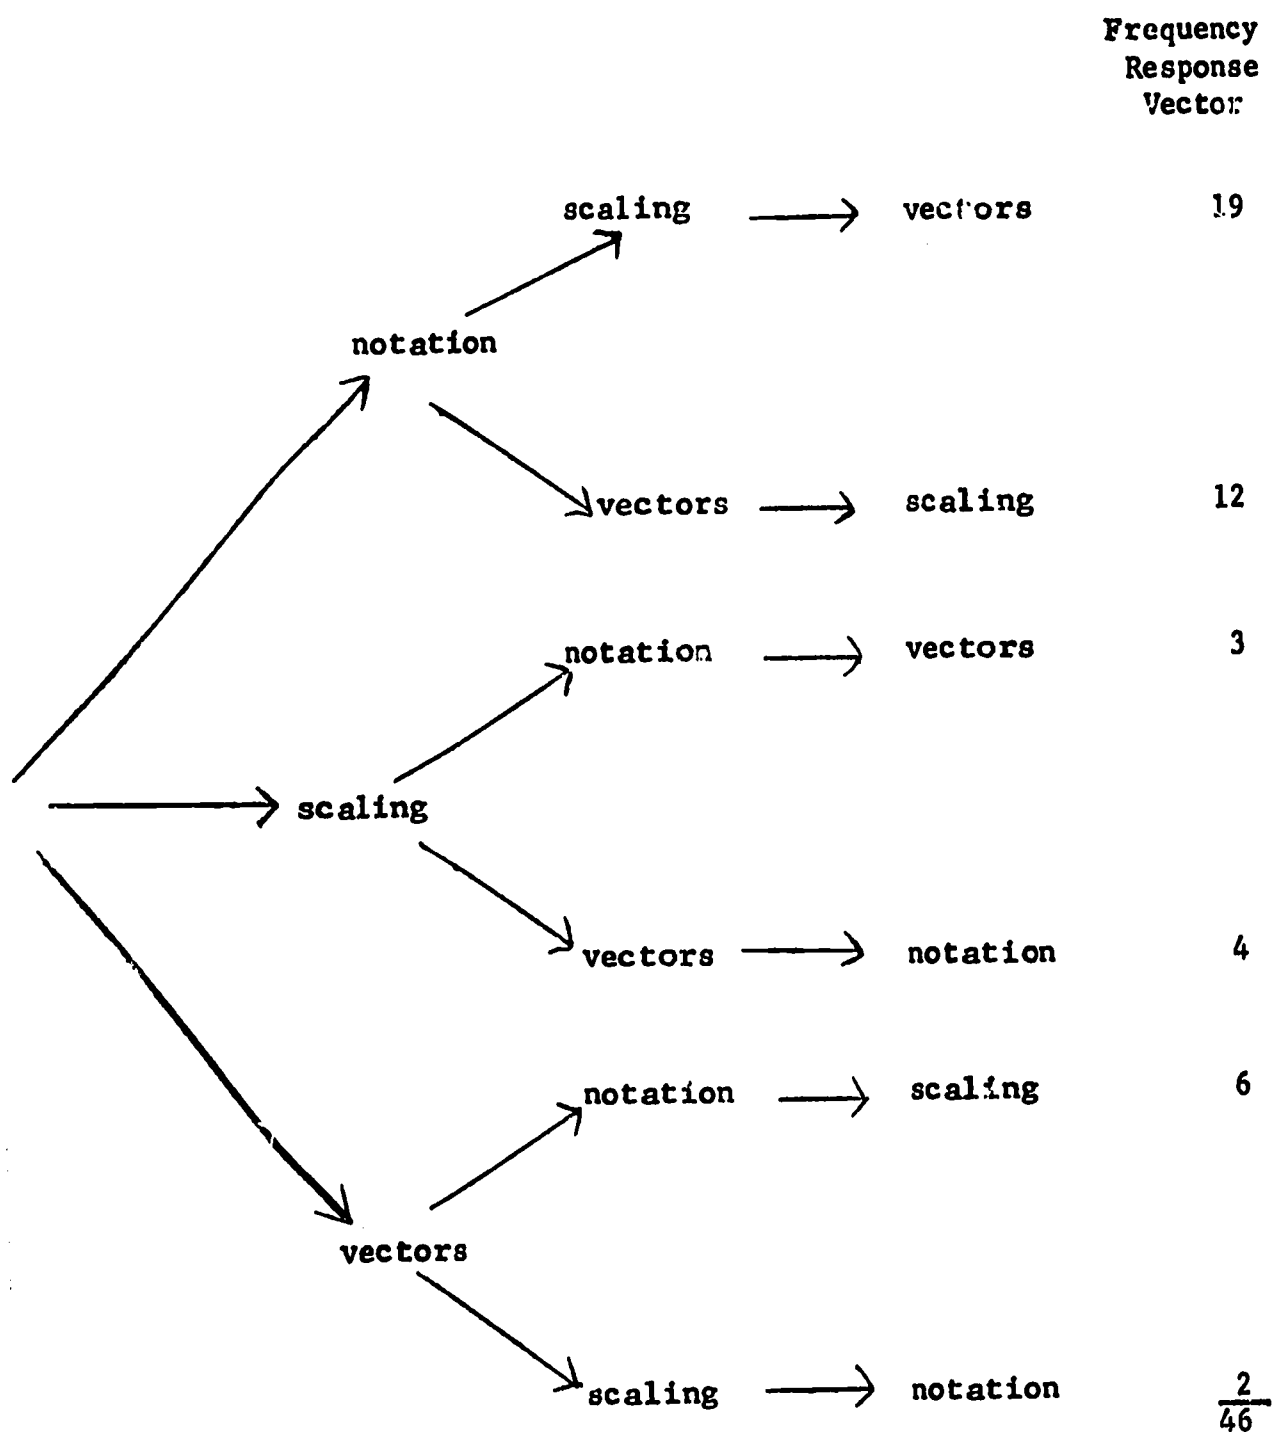 Frequency
Response
Vector
scaling vectors 19
notation
vectors scaling 12
notation vectors 3
scaling
vectors notation 4
notation scaling 6
vectors
scaling notation 2
46